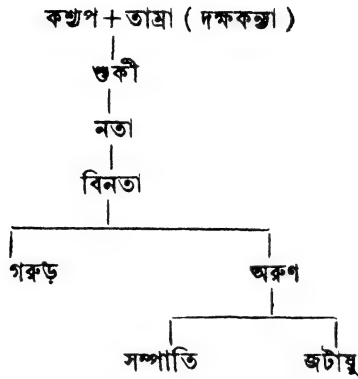 কশ্যপ + তাম্রা ( দক্ষকন্যা )
শুকী
নতা
বিনতা
গরুড় অরুণ
সম্পাতি জটায়ু